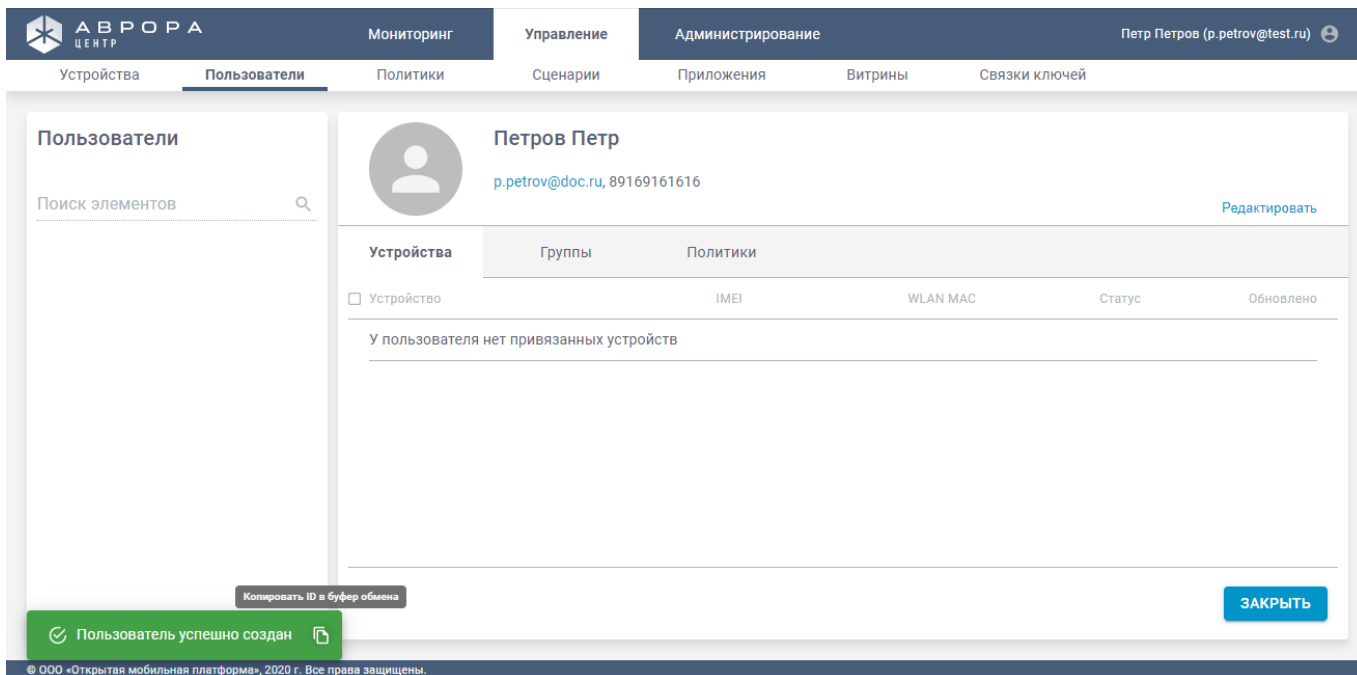 АВРОРА
ЦЕНТР
Мониторинг Управление Администрирование Петр Петров (p.petrov@test.ru)
Устройства Пользователи Политики Сценарии Приложения Витрины Связки ключей
Пользователи
Поиск элементов
Петров Петр
p.petrov@doc.ru, 89169161616
Редактировать
Устройства Группы Политики
Устройство IMEI WLAN MAC Статус Обновлено
У пользователя нет привязанных устройств
Копировать ID в буфер обмена
ЗАКРЫТЬ
Пользователь успешно создан
© ООО «Открытая мобильная платформа», 2020 г. Все права защищены.